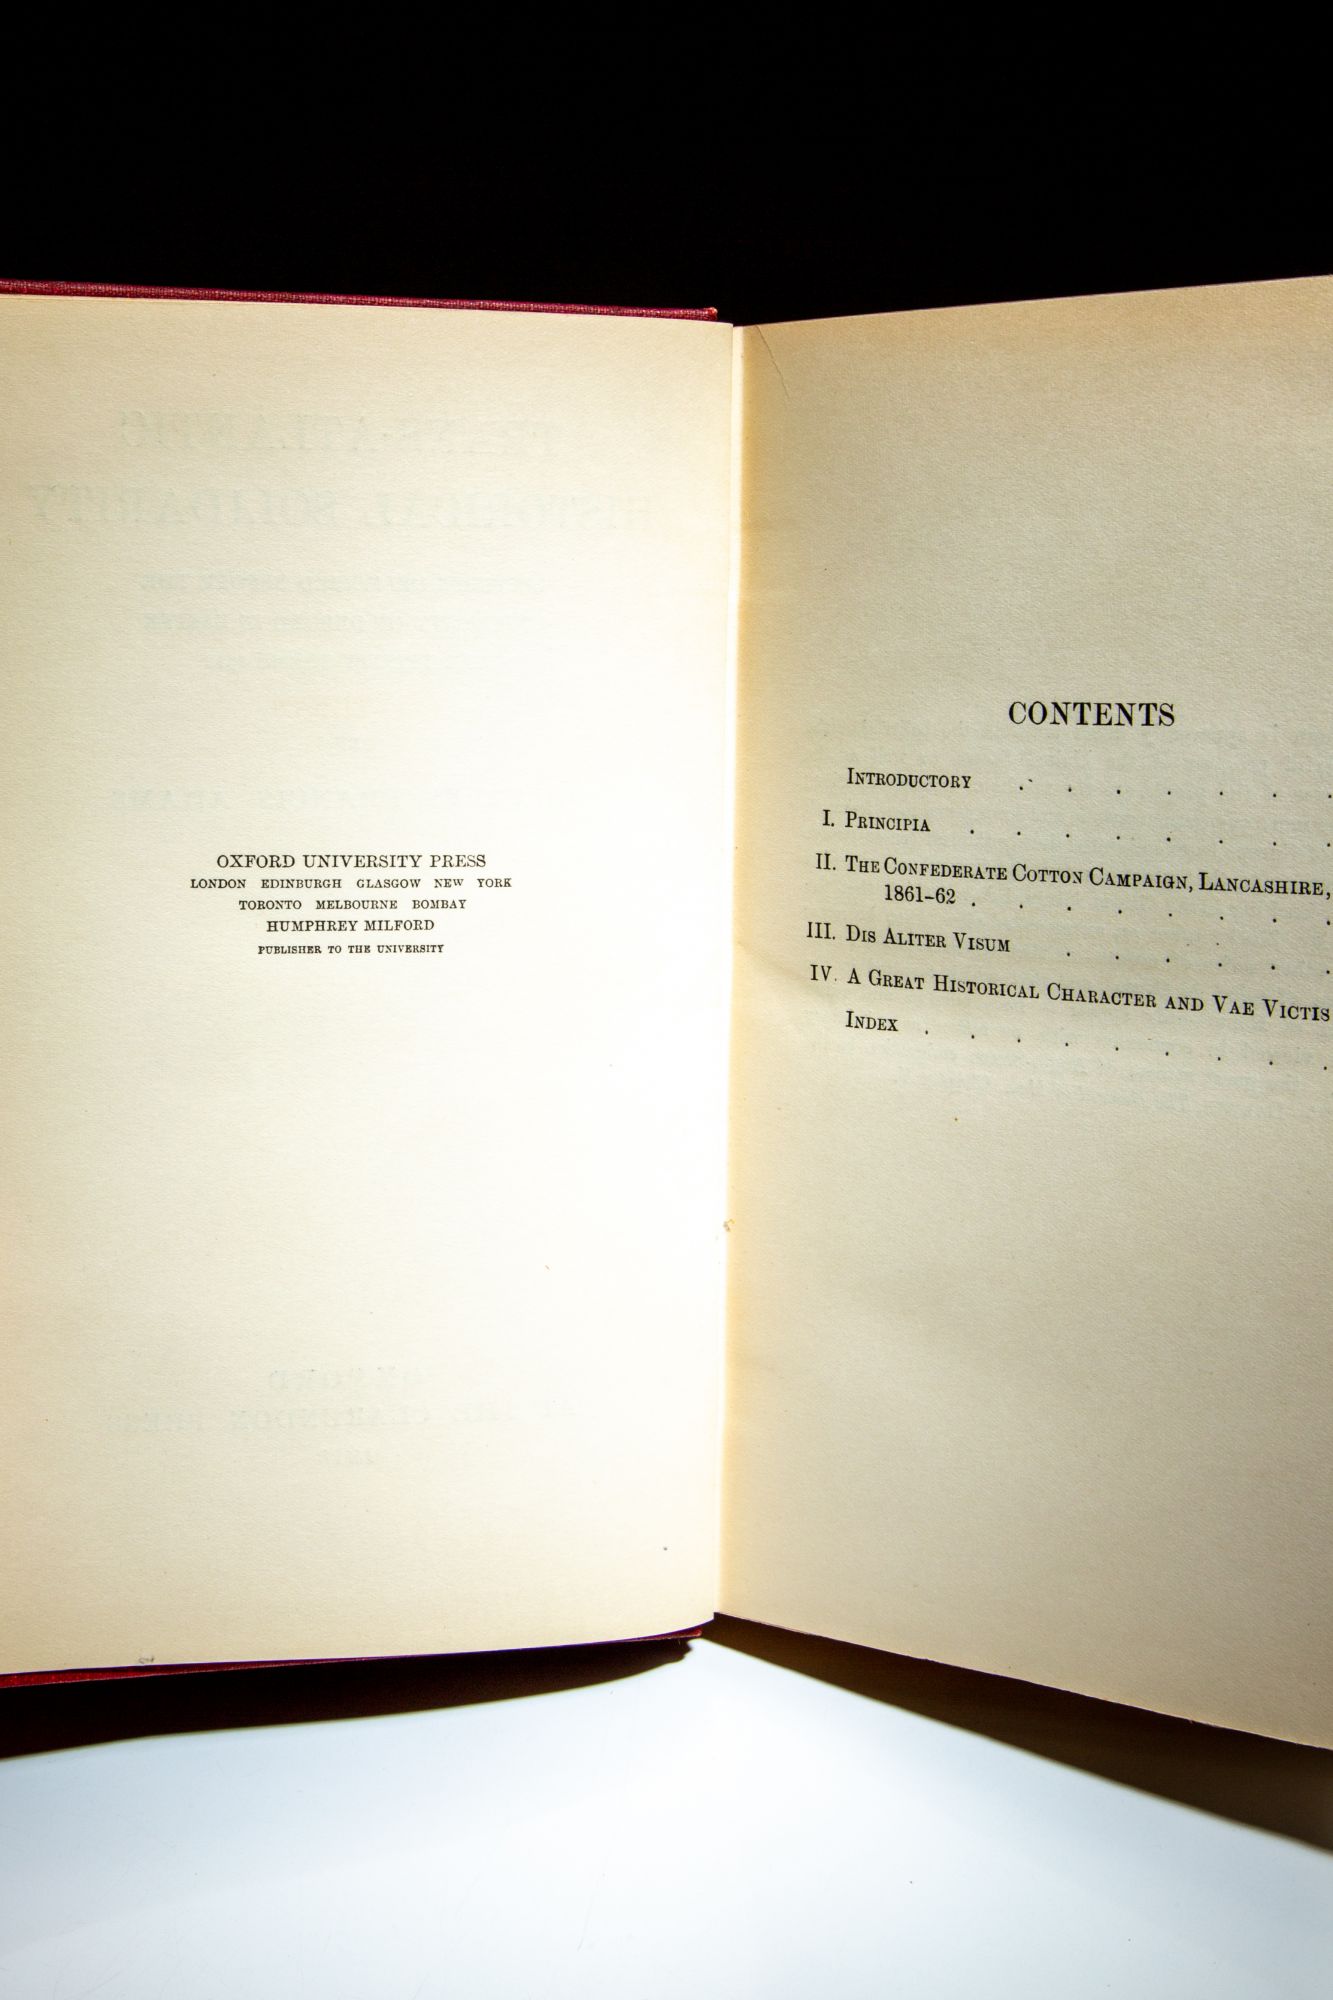 OXFORD UNIVERSITY PRESS
LONDON EDINBURGH GLASGOW NEW YORK
TORONTO MELBOURNE BOMBAY
HUMPHREY MILFORD
PUBLISHER TO THE UNIVERSITY
CONTENTS
INTRODUCTORY . . . . . . .
I. PRINCIPIA . . . . . . . .
II. THE CONFEDERATE COTTON CAMPAIGN, LANCASHIRE,
1861–62 . . . . . . . .
III. DIS ALITER VISUM . . . . . .
IV. A GREAT HISTORICAL CHARACTER AND VAE VICTIS
INDEX . . . . . . . . .